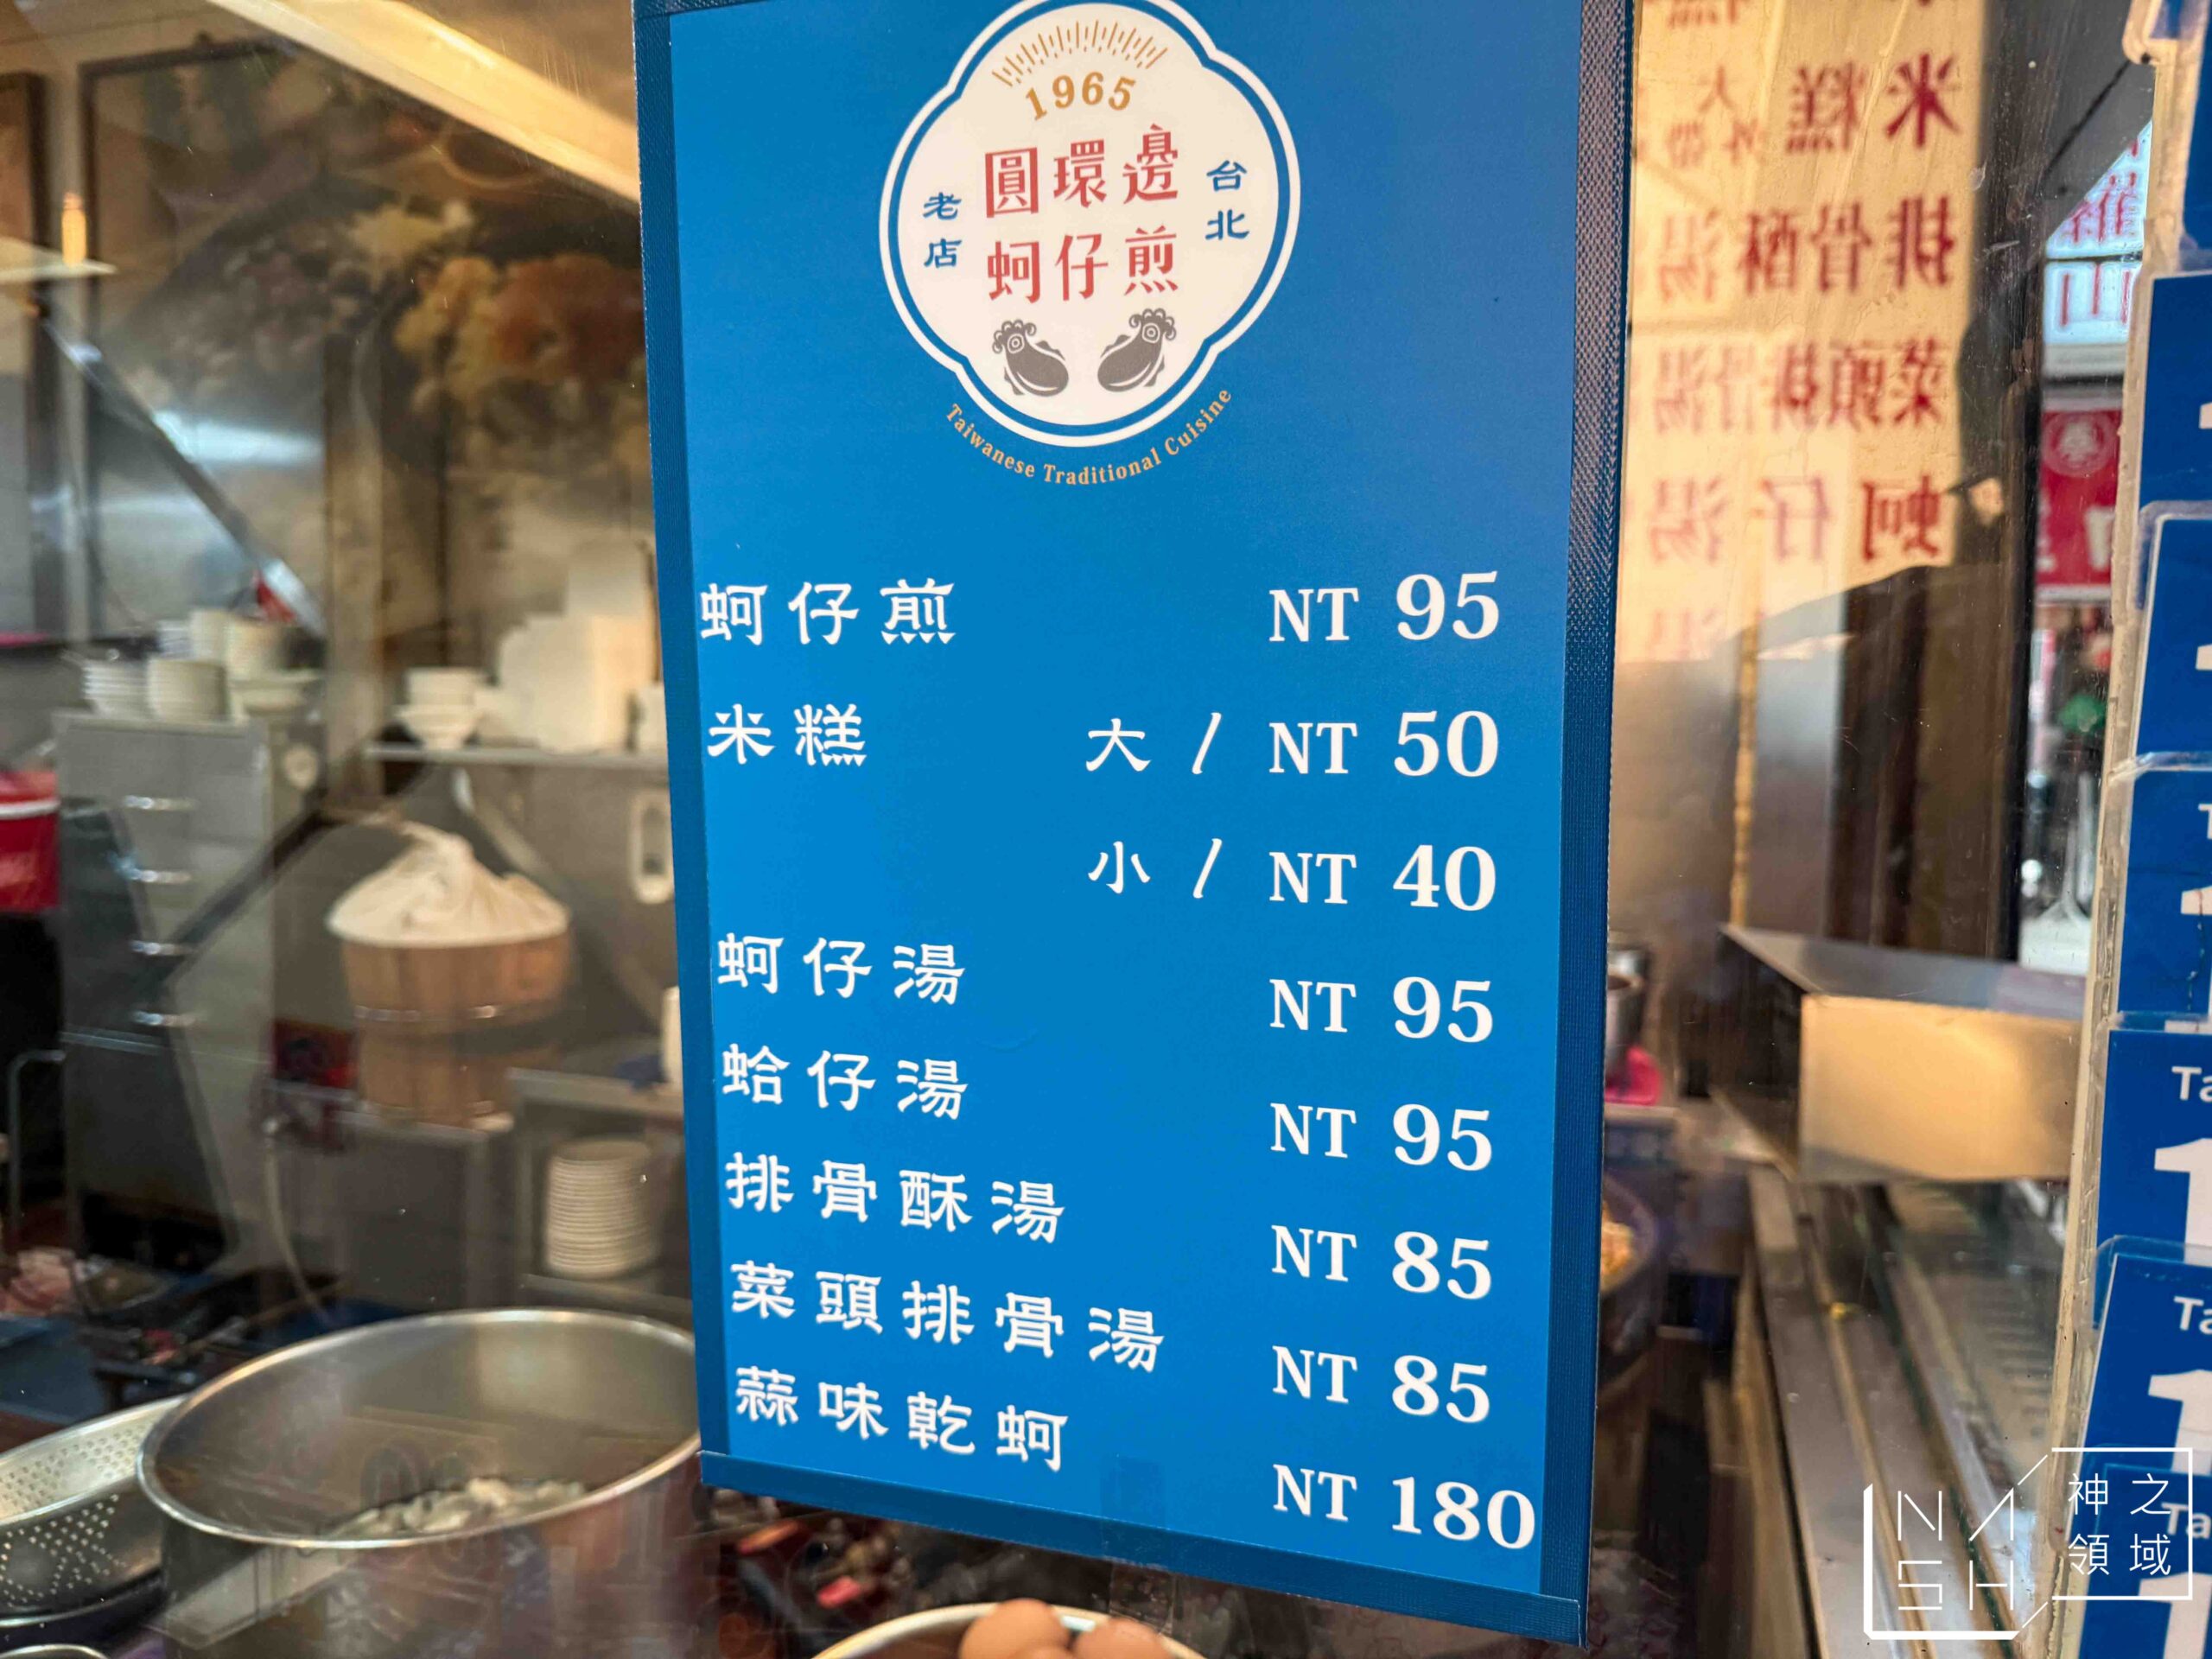 1965
台北
圓環邊
蚵仔煎
老店
Taiwanese Traditional Cuisine
蚵仔煎 NT 95
米糕 大 / NT 50
小 / NT 40
蚵仔湯 NT 95
蛤仔湯 NT 95
排骨酥湯 NT 85
菜頭排骨湯 NT 85
蒜味乾蚵 NT 180
米糕 大
排骨酥湯
菜頭排骨湯
蚵仔湯
NASH
神之
領域